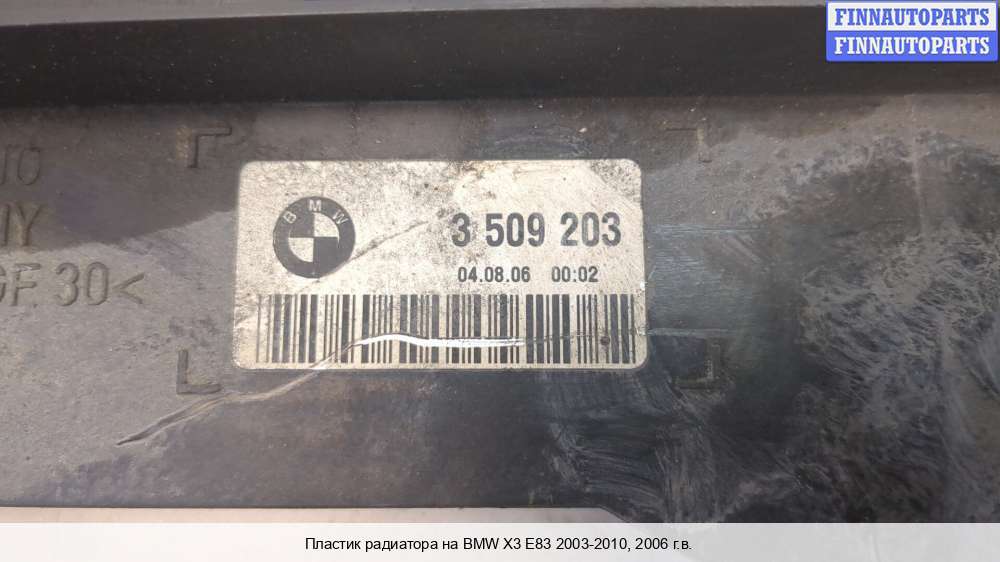 FINNAUTOPARTS
FINNAUTOPARTS
BMW
3 509 203
04.08.06 00:02
GF 30<
Пластик радиатора на BMW X3 E83 2003-2010, 2006 г.в.